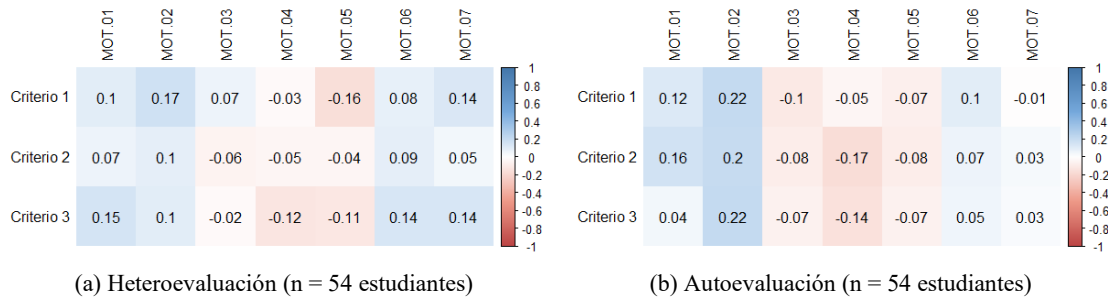 MOT.01 MOT.02 MOT.03 MOT.04 MOT.05 MOT.06 MOT.07
Criterio 1 0.1 0.17 0.07 -0.03 -0.16 0.08 0.14
Criterio 2 0.07 0.1 -0.06 -0.05 -0.04 0.09 0.05
Criterio 3 0.15 0.1 -0.02 -0.12 -0.11 0.14 0.14
1
0.8
0.6
0.4
0.2
0
-0.2
-0.4
-0.6
-0.8
-1
(a) Heteroevaluación (n = 54 estudiantes)
MOT.01 MOT.02 MOT.03 MOT.04 MOT.05 MOT.06 MOT.07
Criterio 1 0.12 0.22 -0.1 -0.05 -0.07 0.1 -0.01
Criterio 2 0.16 0.2 -0.08 -0.17 -0.08 0.07 0.03
Criterio 3 0.04 0.22 -0.07 -0.14 -0.07 0.05 0.03
1
0.8
0.6
0.4
0.2
0
-0.2
-0.4
-0.6
-0.8
-1
(b) Autoevaluación (n = 54 estudiantes)